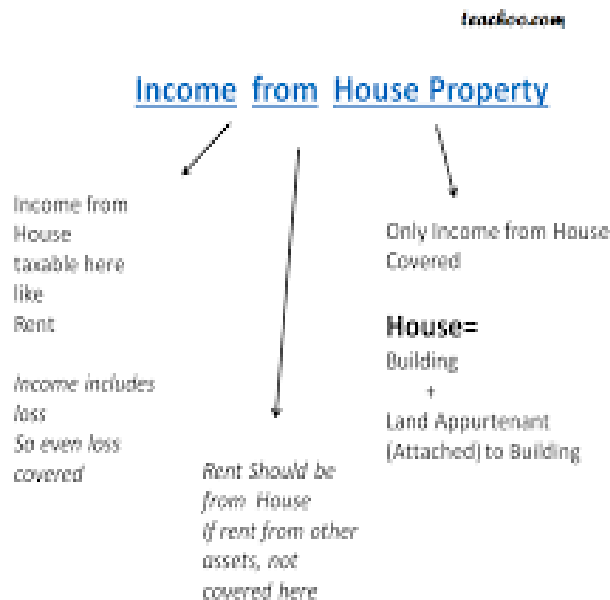 teachoo.com
Income from House Property
Income from
House
taxable here
like
Rent
Income includes
loss
So even loss
covered
Rent Should be
from House
If rent from other
assets, not
covered here
Only Income from House
Covered
House=
Building
+
Land Appurtenant
(Attached) to Building